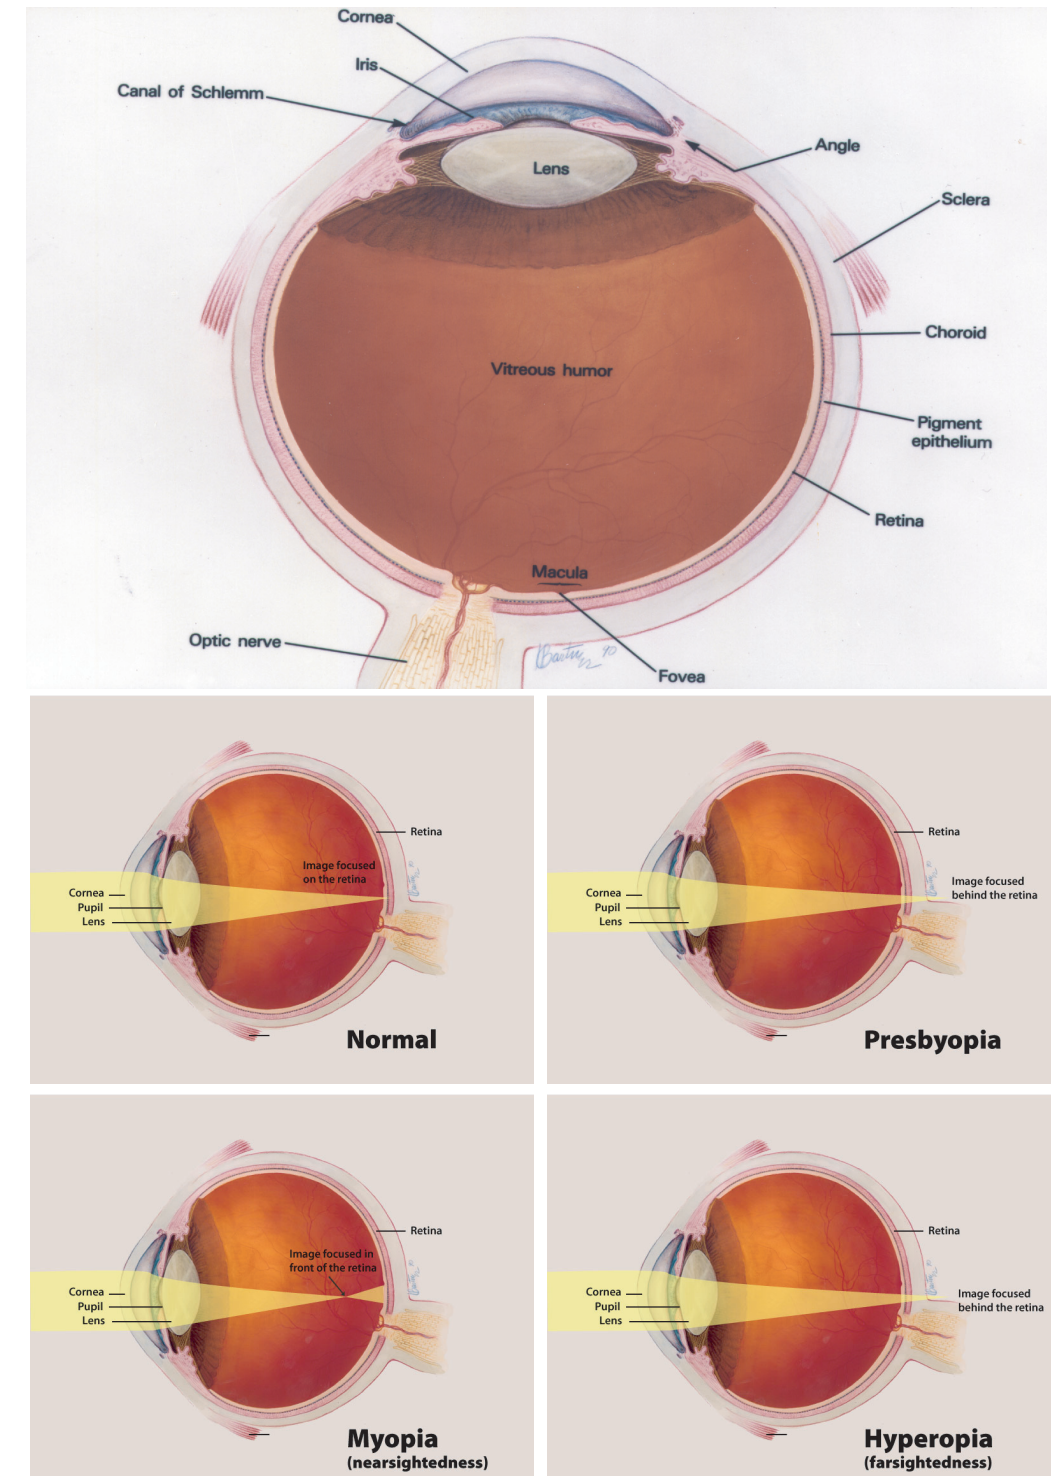 Cornea
Iris
Canal of Schlemm
Angle
Lens
Sclera
Choroid
Vitreous humor
Pigment
epithelium
Retina
Macula
Optic nerve
Fovea
Retina
Image focused
on the retina
Cornea
Pupil
Lens
Normal
Retina
Image focused
behind the retina
Cornea
Pupil
Lens
Presbyopia
Retina
Image focused in
front of the retina
Cornea
Pupil
Lens
Myopia
(nearsightedness)
Retina
Cornea
Image focused
behind the retina
Pupil
Lens
Hyperopia
(farsightedness)